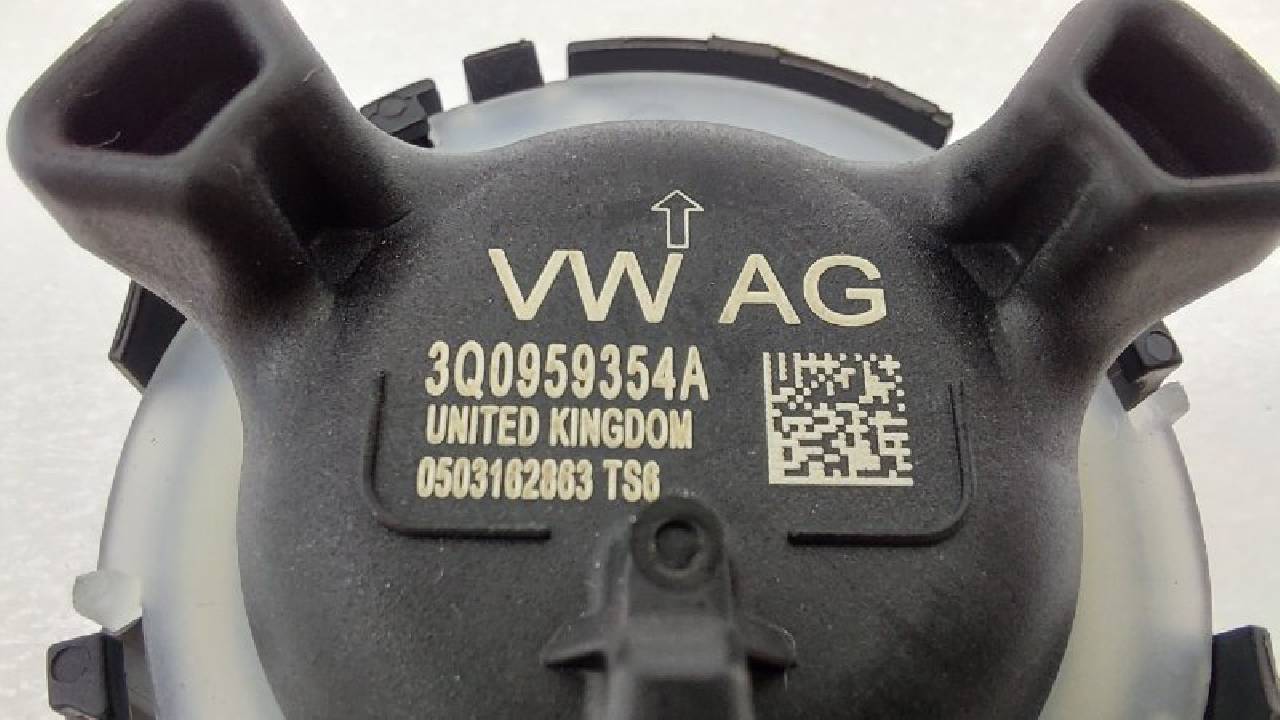 VW AG
3Q0959354A
UNITED KINGDOM
0503162863 TS6